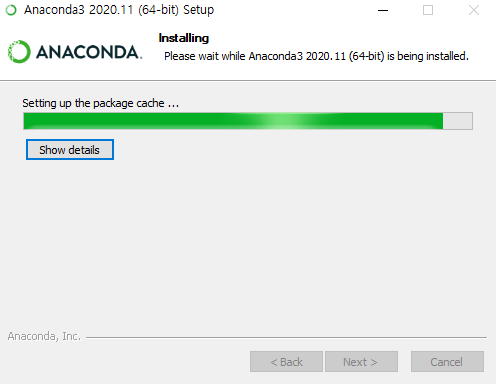 Anaconda3 2020.11 (64-bit) Setup
ANACONDA.
Installing
Please wait while Anaconda3 2020.11 (64-bit) is being installed.
Setting up the package cache ...
Show details
Anaconda, Inc.
< Back Next > Cancel